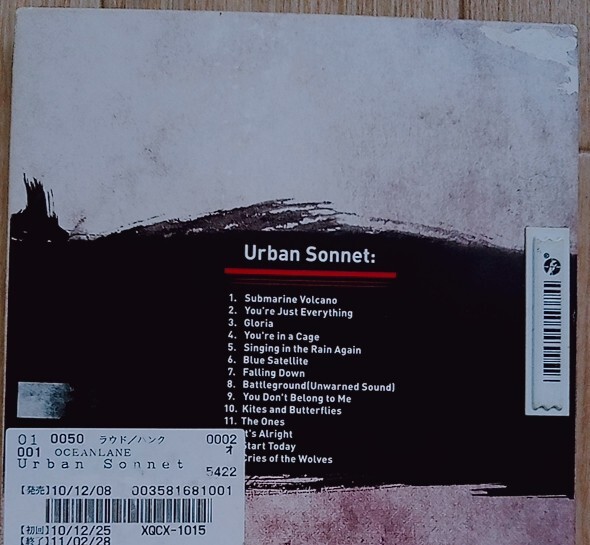 Urban Sonnet:
1. Submarine Volcano
2. You're Just Everything
3. Gloria
4. You're in a Cage
5. Singing in the Rain Again
6. Blue Satellite
7. Falling Down
8. Battleground(Unwarned Sound)
9. You Don't Belong to Me
10. Kites and Butterflies
11. The Ones
t's Alright
Start Today
Cries of the Wolves
01 0050 ラウド/パンク 0002
001 OCEANLANE オ
Urban Sonnet
5422
【発売】10/12/08 003581681001
【初回】10/12/25 XQCX-1015
【終了】11/02/28